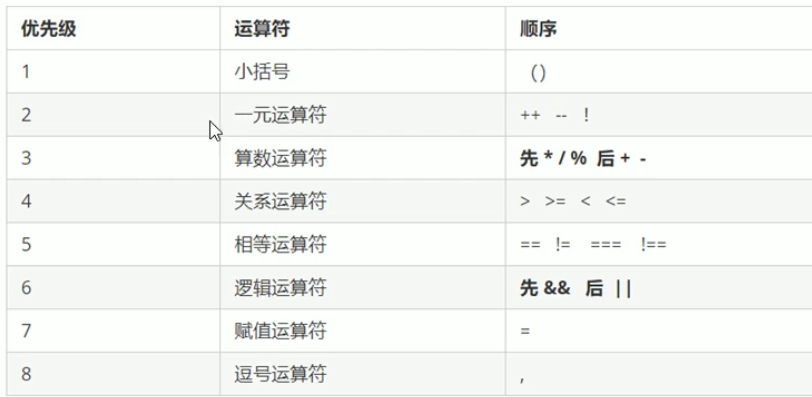 优先级 运算符 顺序
1 小括号 （）
2 一元运算符 ++ -- !
3 算数运算符 先 * / % 后 + -
4 关系运算符 > >= < <=
5 相等运算符 == != === !==
6 逻辑运算符 先 && 后 ||
7 赋值运算符 =
8 逗号运算符 ,